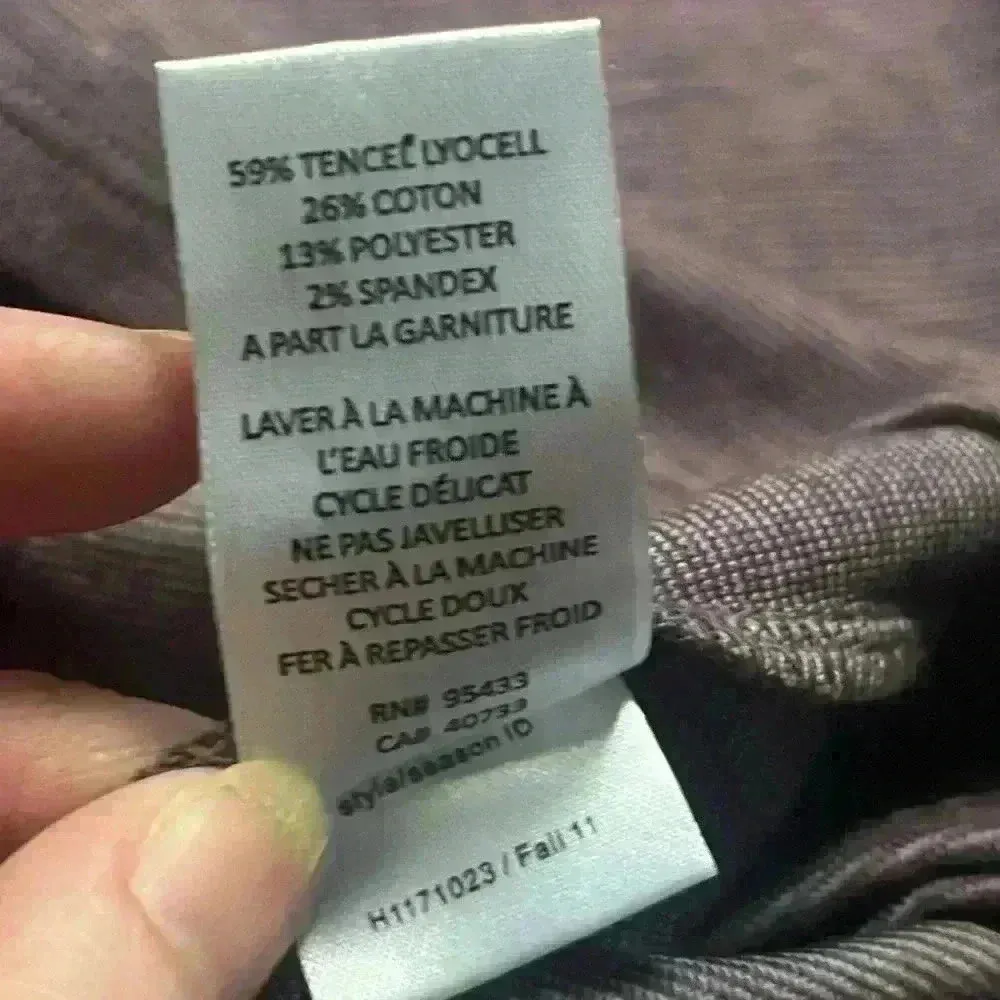 59% TENCEL LYOCELL
26% COTON
13% POLYESTER
2% SPANDEX
A PART LA GARNITURE
LAVER À LA MACHINE À
L'EAU FROIDE
CYCLE DÉLICAT
NE PAS JAVELLISER
SECHER À LA MACHINE
CYCLE DOUX
FER À REPASSER FROID
RN# 95433
CA# 40733
style/season ID
H1171023 / Fall 11